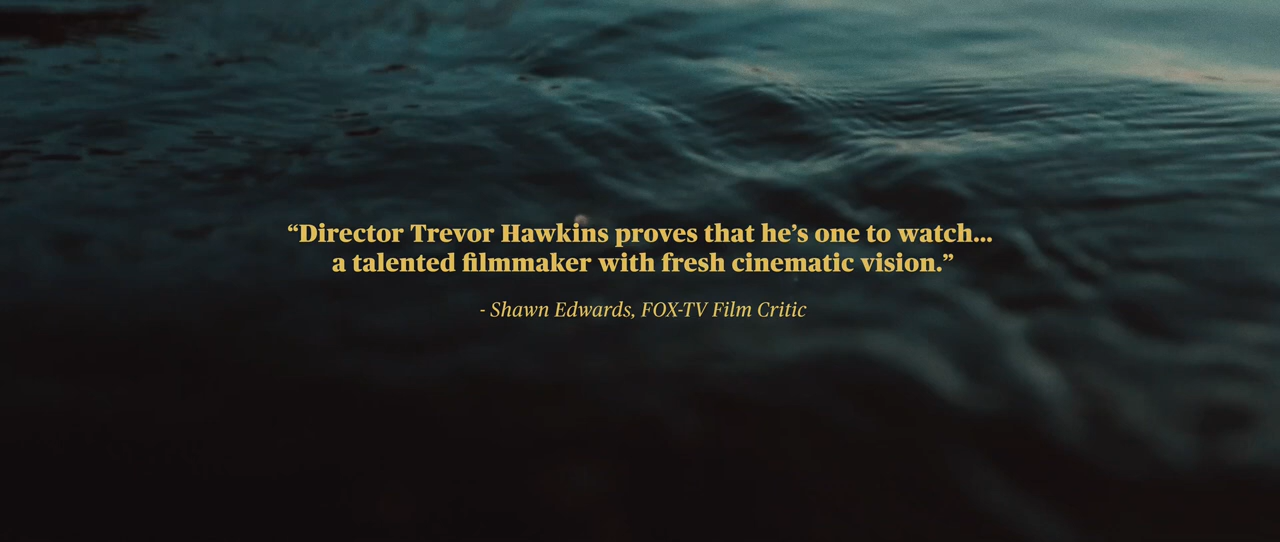 “Director Trevor Hawkins proves that he’s one to watch...
a talented filmmaker with fresh cinematic vision.”
- Shawn Edwards, FOX-TV Film Critic